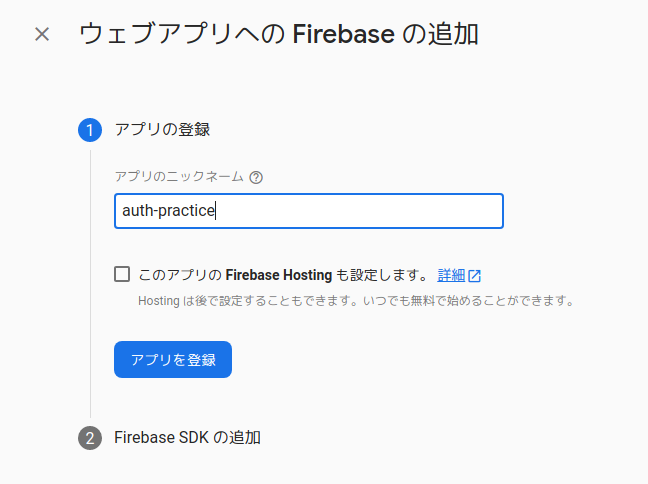 ウェブアプリへの Firebase の追加
1 アプリの登録
アプリのニックネーム
auth-practice
このアプリの Firebase Hosting も設定します。 詳細
Hosting は後で設定することもできます。いつでも無料で始めることができます。
アプリを登録
2 Firebase SDK の追加